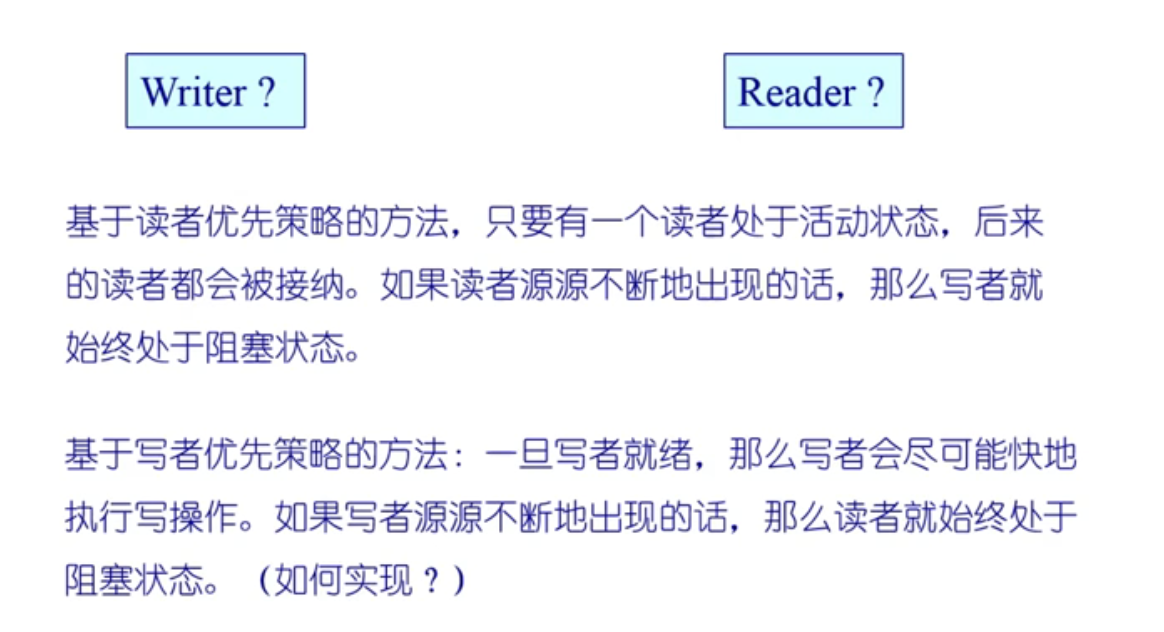 Writer ?
Reader ?
基于读者优先策略的方法，只要有一个读者处于活动状态，后来
的读者都会被接纳。如果读者源源不断地出现的话，那么写者就
始终处于阻塞状态。
基于写者优先策略的方法：一旦写者就绪，那么写者会尽可能快地
执行写操作。如果写者源源不断地出现的话，那么读者就始终处于
阻塞状态。（如何实现？）